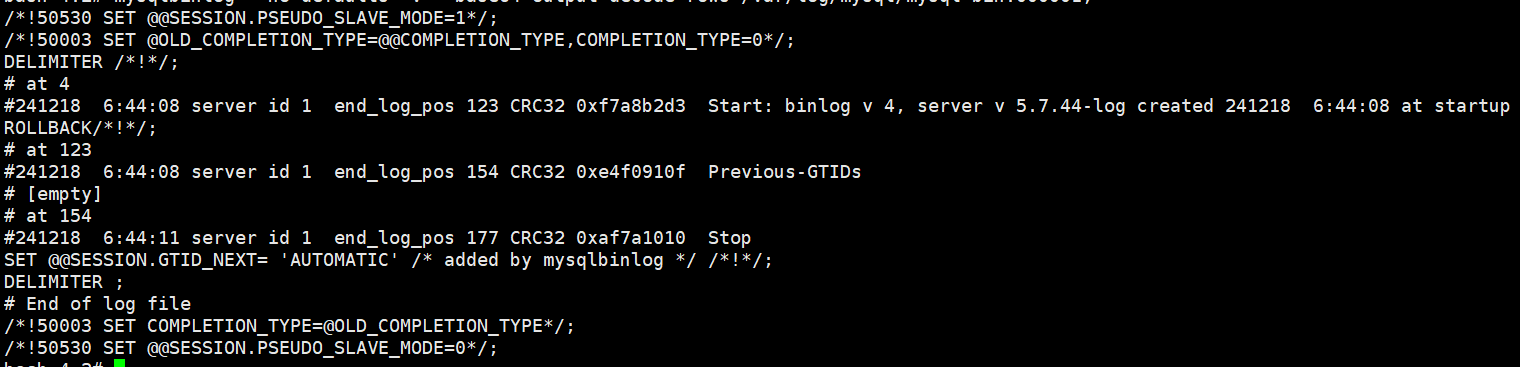 /*!50530 SET @@SESSION.PSEUDO_SLAVE_MODE=1*/;
/*!50003 SET @OLD_COMPLETION_TYPE=@@COMPLETION_TYPE,COMPLETION_TYPE=0*/;
DELIMITER /*!*/;
# at 4
#241218  6:44:08 server id 1  end_log_pos 123 CRC32 0xf7a8b2d3  Start: binlog v 4, server v 5.7.44-log created 241218  6:44:08 at startup
ROLLBACK/*!*/;
# at 123
#241218  6:44:08 server id 1  end_log_pos 154 CRC32 0xe4f0910f  Previous-GTIDs
# [empty]
# at 154
#241218  6:44:11 server id 1  end_log_pos 177 CRC32 0xaf7a1010  Stop
SET @@SESSION.GTID_NEXT= 'AUTOMATIC' /* added by mysqlbinlog */ /*!*/;
DELIMITER ;
# End of log file
/*!50003 SET COMPLETION_TYPE=@OLD_COMPLETION_TYPE*/;
/*!50530 SET @@SESSION.PSEUDO_SLAVE_MODE=0*/;